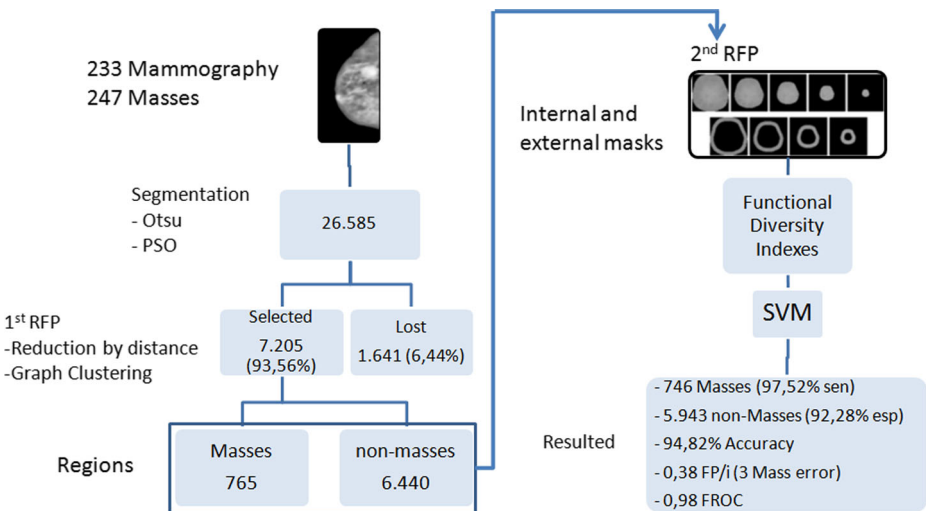 233 Mammography
247 Masses
Segmentation
- Otsu
- PSO
26.585
1st RFP
-Reduction by distance
-Graph Clustering
Selected
7.205
(93,56%)
Lost
1.641 (6,44%)
Regions
Masses
765
non-masses
6.440
2nd RFP
Internal and
external masks
Functional
Diversity
Indexes
SVM
Resulted
- 746 Masses (97,52% sen)
- 5.943 non-Masses (92,28% esp)
- 94,82% Accuracy
- 0,38 FP/i (3 Mass error)
- 0,98 FROC